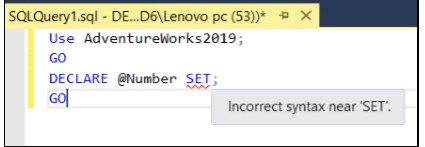 SQLQuery1.sql - DE...D6\Lenovo pc (53))*
Use AdventureWorks2019;
GO
DECLARE @Number SET;
GO
Incorrect syntax near 'SET'.